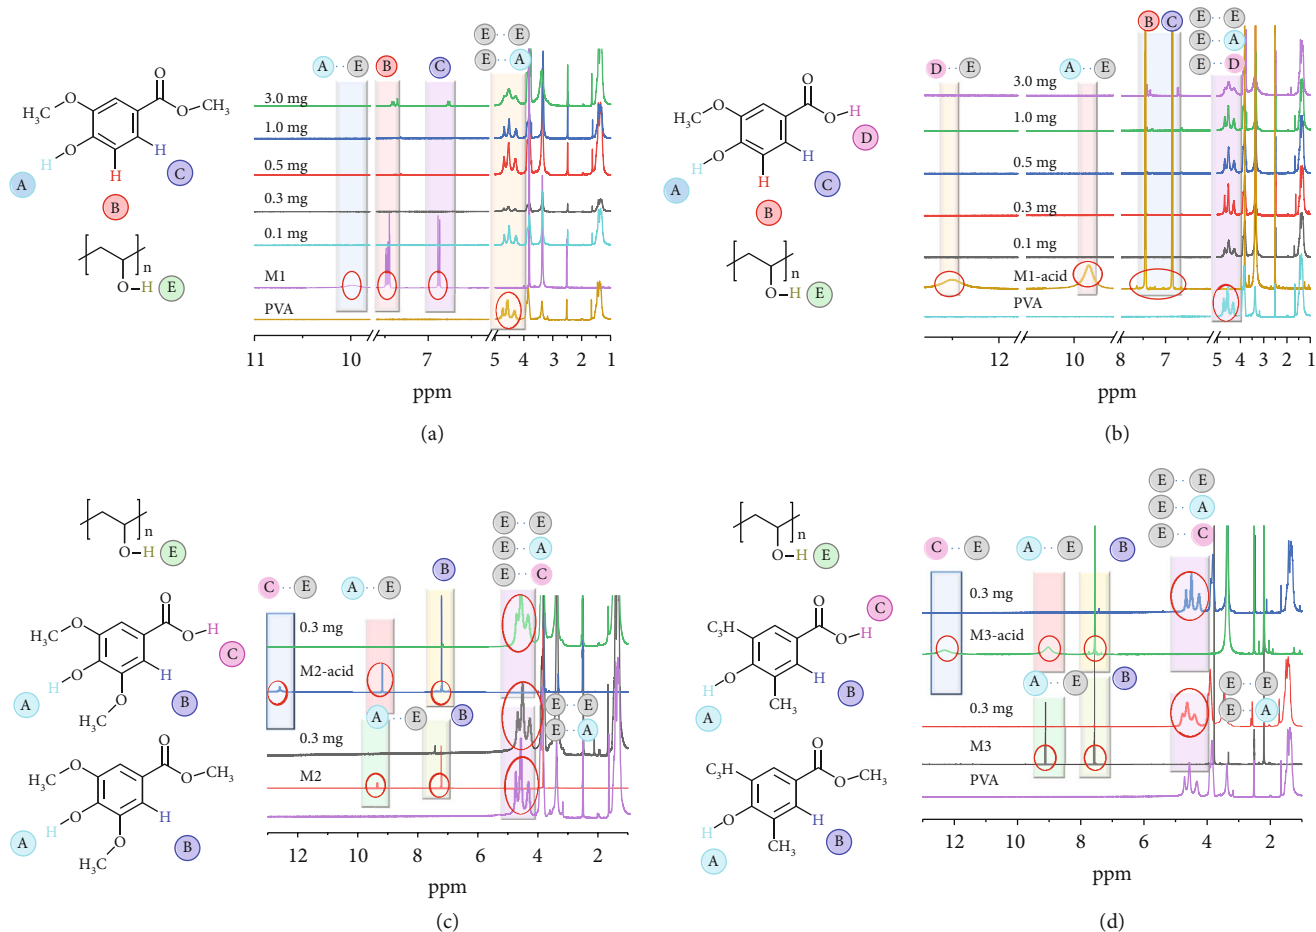 E E
E A
A E B C
O
H₃C O
O CH₃
O
H H
A C
H
B
n
O H E
3.0 mg
1.0 mg
0.5 mg
0.3 mg
0.1 mg
M1
PVA
11 10 7 5 4 3 2 1
ppm
(a)
B C E E
E A
D E A E E D
O
H₃C O
O H
D
O
H H
A C
H
B
n
O H E
3.0 mg
1.0 mg
0.5 mg
0.3 mg
0.1 mg
M1-acid
PVA
12 10 8 7 6 5 4 3 2 1
ppm
(b)
n
O H E
O
H₃C O
O H
C
O
H H
A O B
H₃C
O
H₃C O
O CH₃
O
H H
A O B
H₃C
E E
E A
B
C E A E E C
0.3 mg
M2-acid
A E B E E
0.3 mg E A
M2
12 10 8 6 4 2
ppm
(c)
n
O H E
C
O
C₃H
O H
O
H H
CH₃ B
A
O
C₃H
O CH₃
O
H H
CH₃ B
A
E E
E A
C E A E B E C
0.3 mg
M3-acid
A E B E E
0.3 mg E A
M3
PVA
12 10 8 6 4 2
ppm
(d)